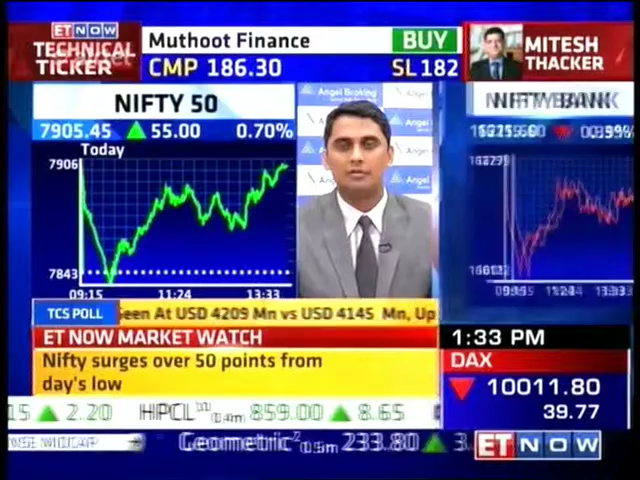 ET NOW
TECHNICAL
TICKER
Muthoot Finance BUY
CMP 186.30 SL 182
MITESH
THACKER
NIFTY 50
7905.45 55.00 0.70%
Today
7906
7843
09:15 11:24 13:33
Angel Broking
Angel
NIFTY BANK
TCS POLL
Seen At USD 4209 Mn vs USD 4145 Mn, Up
ET NOW MARKET WATCH
Nifty surges over 50 points from
day's low
1:33 PM
DAX
10011.80
39.77
15 2.20 HPCL 859.00 8.65
Geometric 0.5m 233.80 3
ET NOW